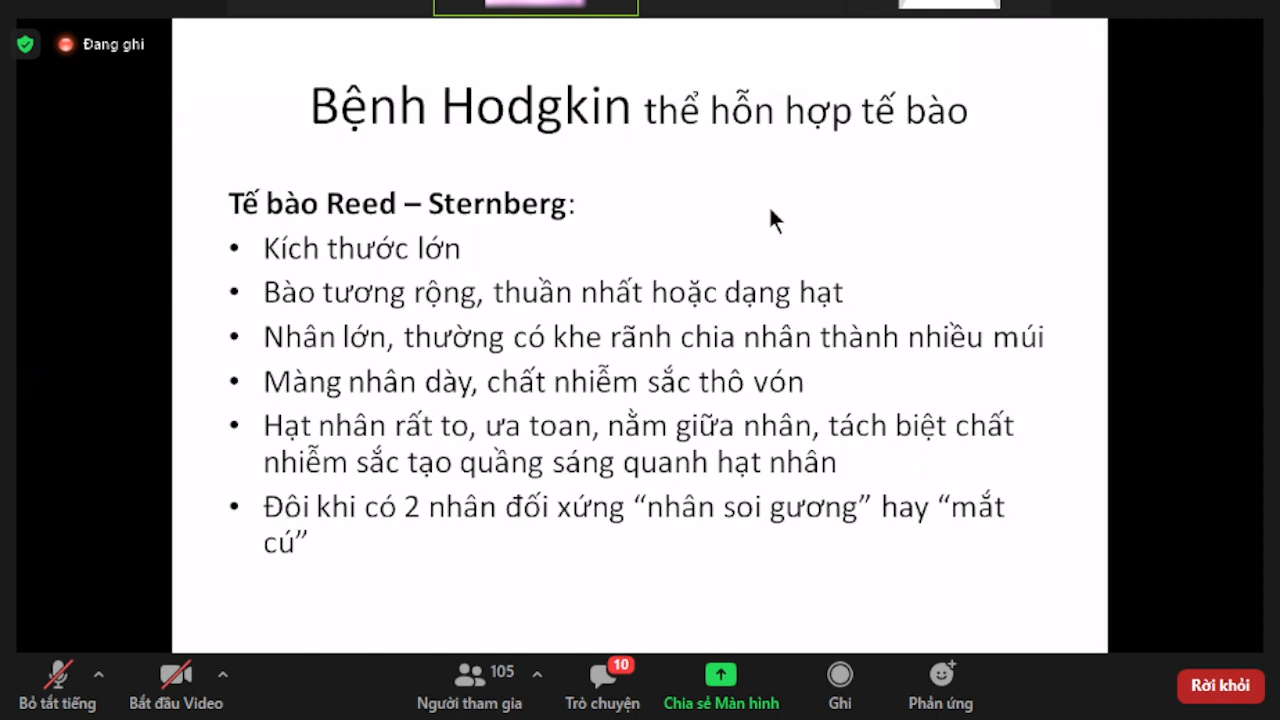 Đang ghi
Bệnh Hodgkin thể hỗn hợp tế bào
Tế bào Reed – Sternberg:
• Kích thước lớn
• Bào tương rộng, thuần nhất hoặc dạng hạt
• Nhân lớn, thường có khe rãnh chia nhân thành nhiều múi
• Màng nhân dày, chất nhiễm sắc thô vón
• Hạt nhân rất to, ưa toan, nằm giữa nhân, tách biệt chất
nhiễm sắc tạo quầng sáng quanh hạt nhân
• Đôi khi có 2 nhân đối xứng “nhân soi gương” hay “mắt
cú”
105
10
Bỏ tắt tiếng
Bắt đầu Video
Người tham gia
Trò chuyện
Chia sẻ Màn hình
Ghi
Phản ứng
Rời khỏi